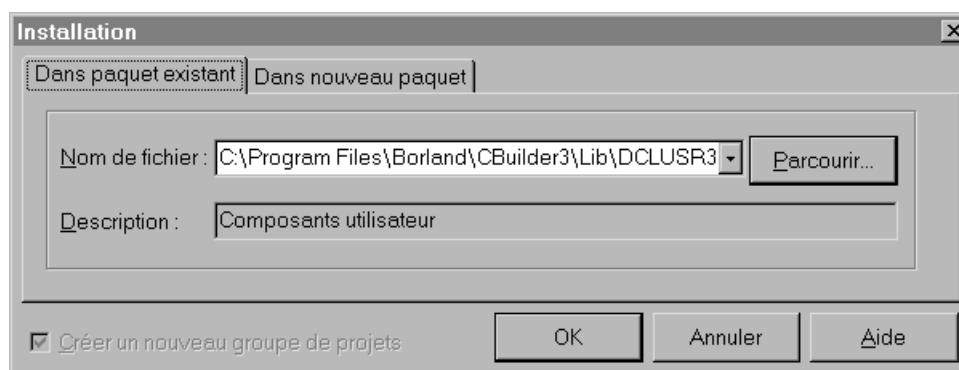 Installation
Dans paquet existant
Dans nouveau paquet
Nom de fichier : C:\Program Files\Borland\CBuilder3\Lib\DCLUSR3 Parcourir...
Description : Composants utilisateur
Créer un nouveau groupe de projets OK Annuler Aide